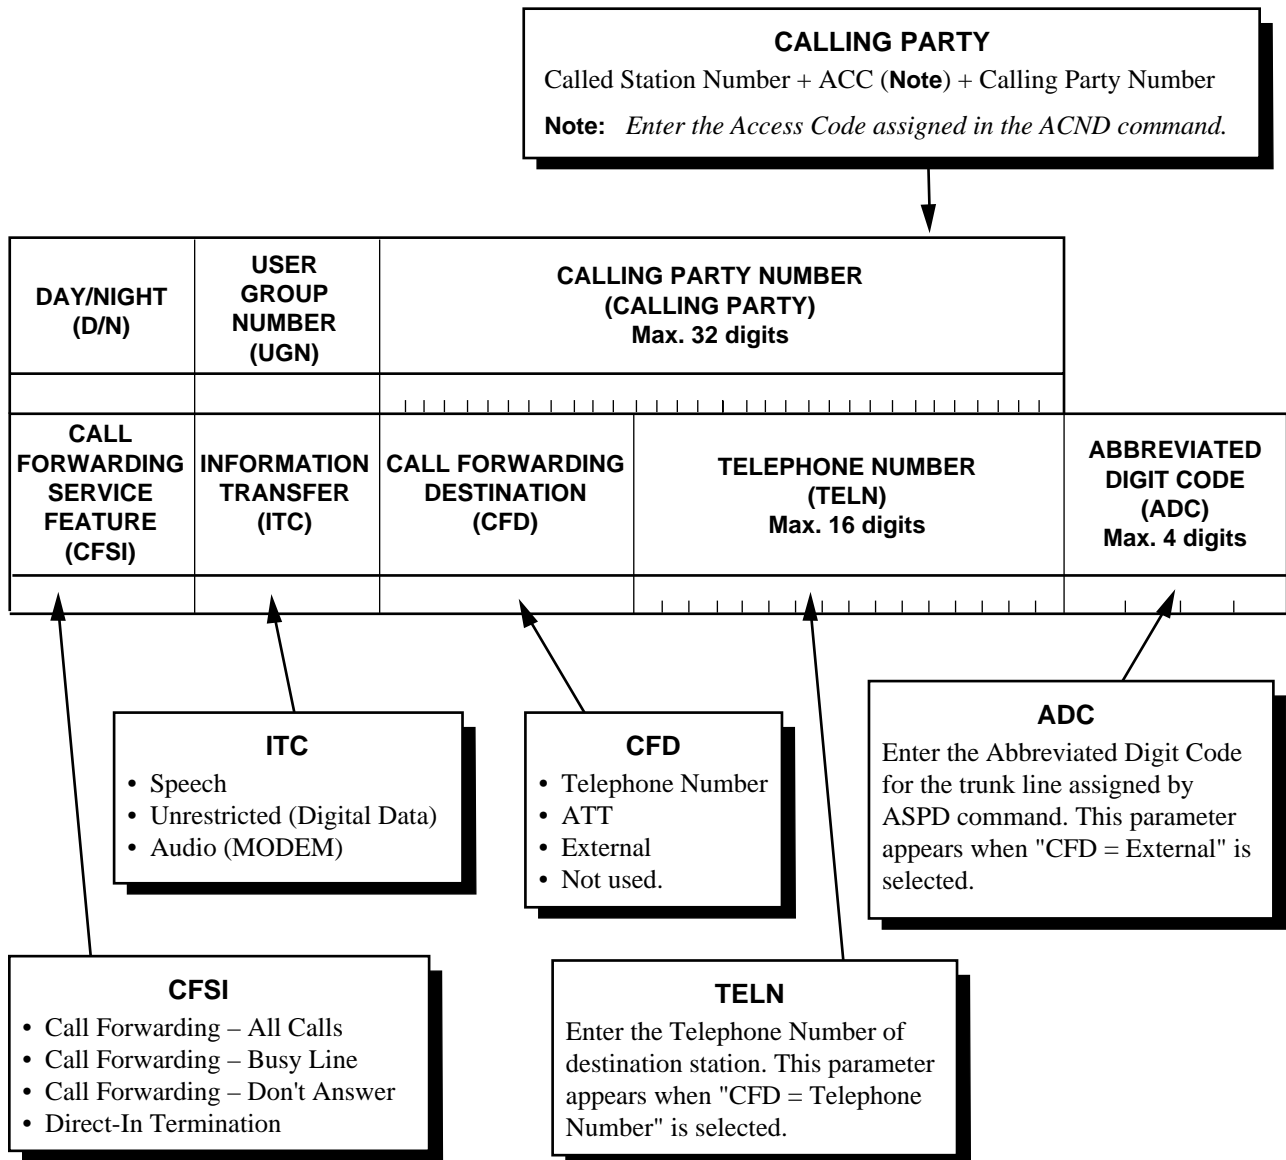 CALLING PARTY
Called Station Number + ACC (Note) + Calling Party Number
Note: Enter the Access Code assigned in the ACND command.
DAY/NIGHT
(D/N)
USER
GROUP
NUMBER
(UGN)
CALLING PARTY NUMBER
(CALLING PARTY)
Max. 32 digits
CALL
FORWARDING
SERVICE
FEATURE
(CFSI)
INFORMATION
TRANSFER
(ITC)
CALL FORWARDING
DESTINATION
(CFD)
TELEPHONE NUMBER
(TELN)
Max. 16 digits
ABBREVIATED
DIGIT CODE
(ADC)
Max. 4 digits
ITC
• Speech
• Unrestricted (Digital Data)
• Audio (MODEM)
CFD
• Telephone Number
• ATT
• External
• Not used.
ADC
Enter the Abbreviated Digit Code
for the trunk line assigned by
ASPD command. This parameter
appears when "CFD = External" is
selected.
CFSI
• Call Forwarding – All Calls
• Call Forwarding – Busy Line
• Call Forwarding – Don't Answer
• Direct-In Termination
TELN
Enter the Telephone Number of
destination station. This parameter
appears when "CFD = Telephone
Number" is selected.